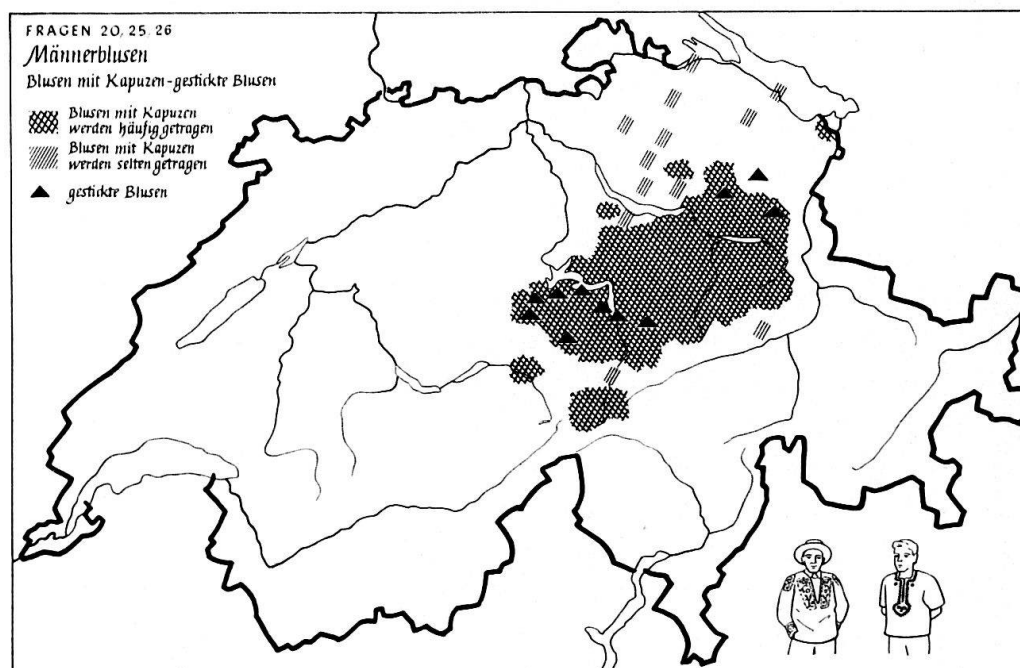 FRAGEN 20, 25, 26
Männerblusen
Blusen mit Kapuzen - gestickte Blusen
Blusen mit Kapuzen
werden häufig getragen
Blusen mit Kapuzen
werden selten getragen
gestickte Blusen